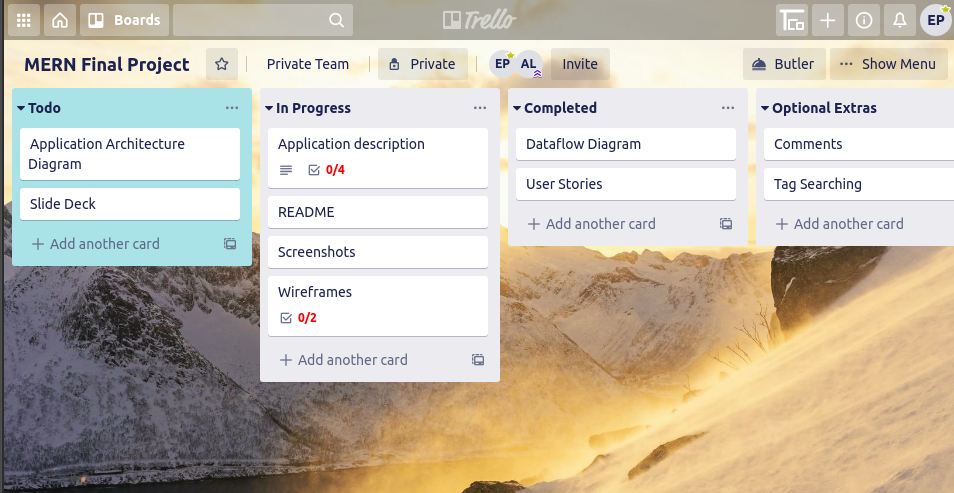 Boards
Trello
EP
MERN Final Project
Private Team
Private
EP
AL
Invite
Butler
Show Menu
Todo
Application Architecture
Diagram
Slide Deck
+ Add another card
In Progress
Application description
0/4
README
Screenshots
Wireframes
0/2
+ Add another card
Completed
Dataflow Diagram
User Stories
+ Add another card
Optional Extras
Comments
Tag Searching
+ Add another card